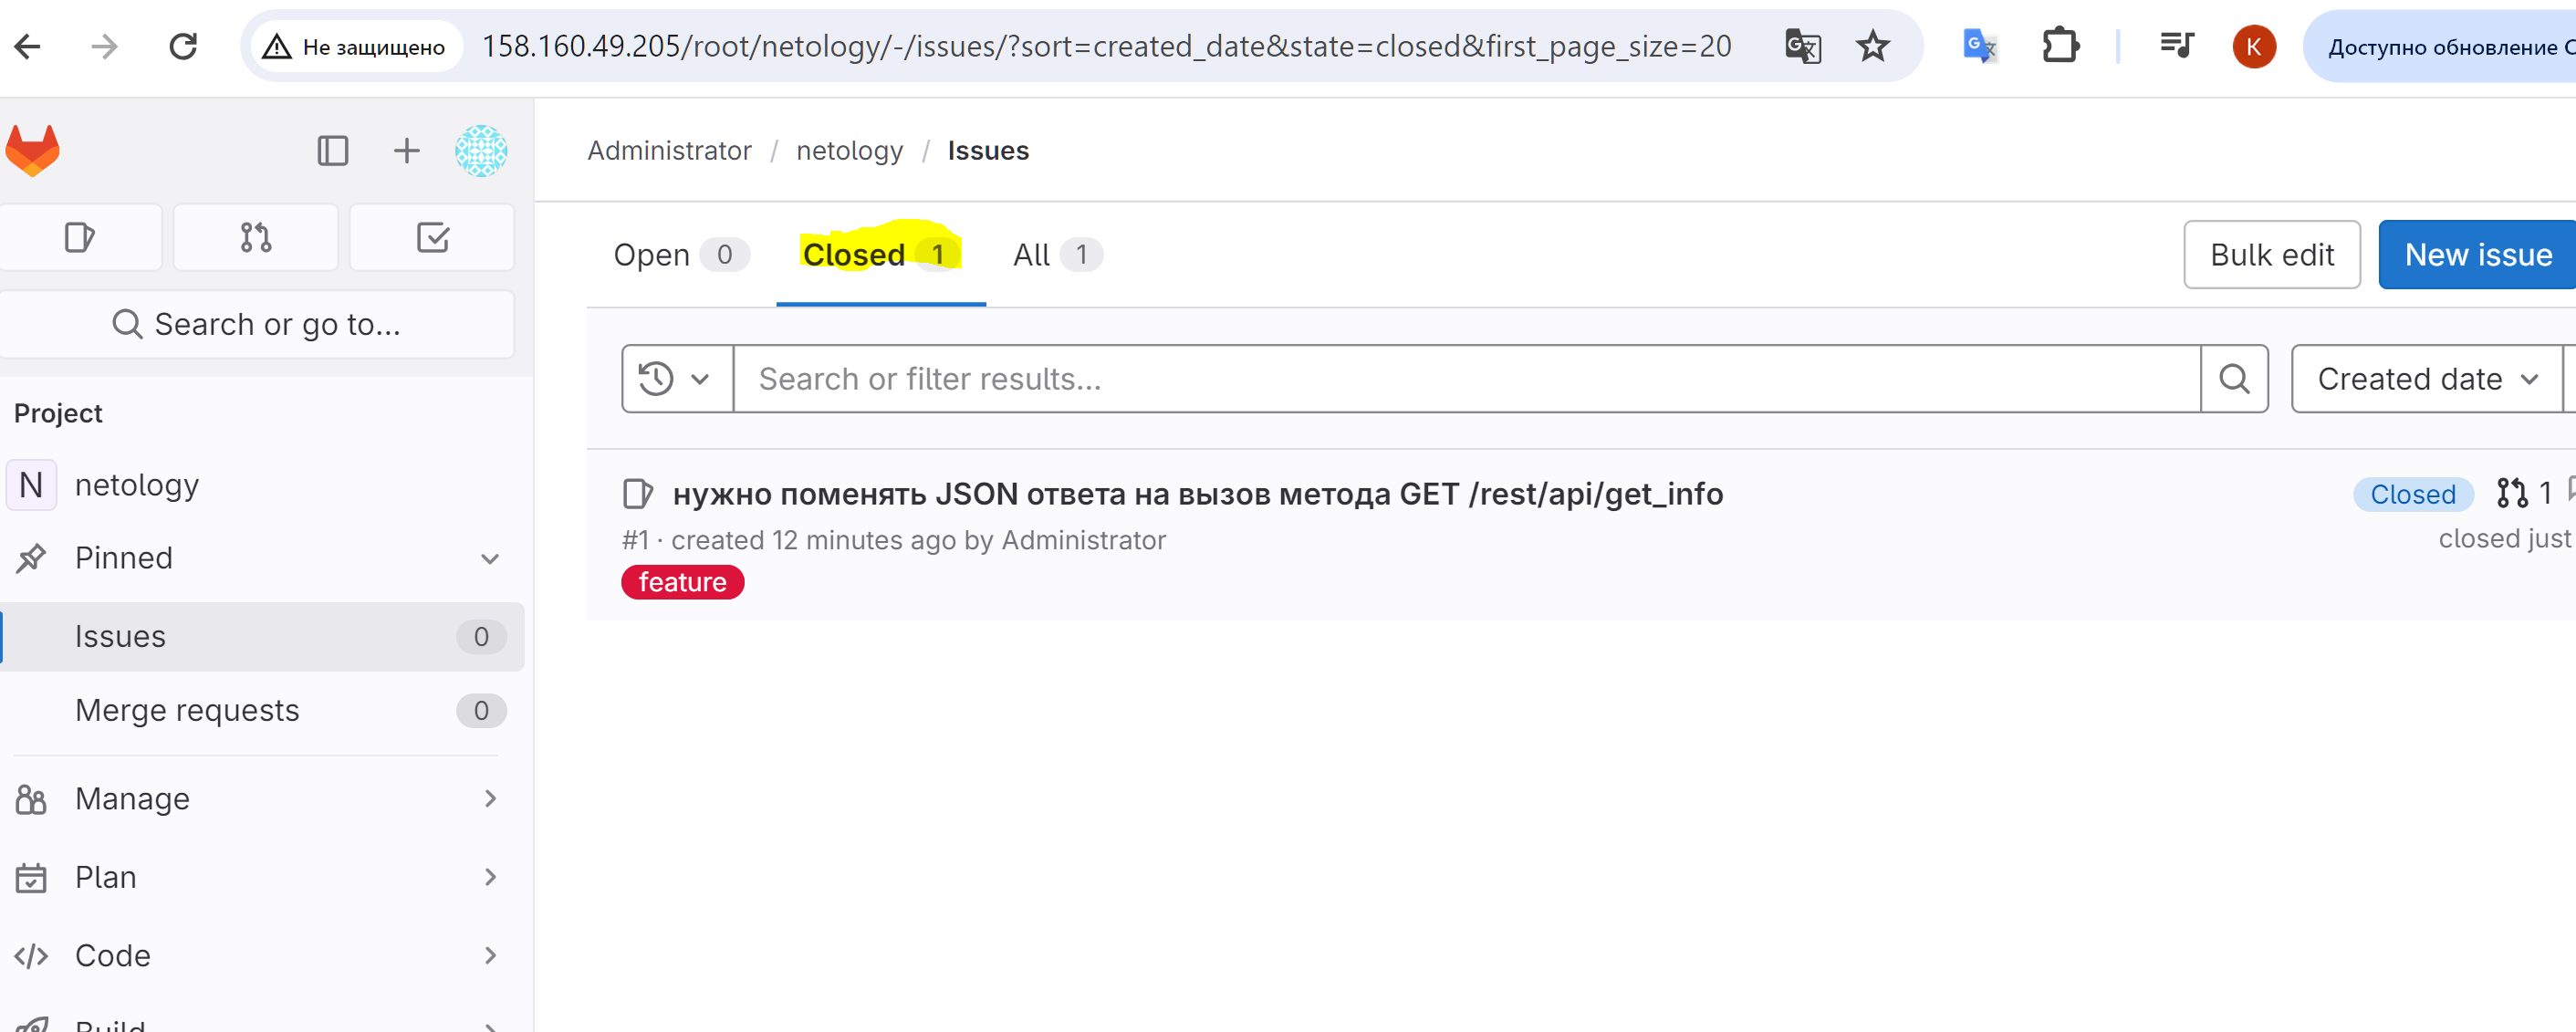 Не защищено 158.160.49.205/root/netology/-/issues/?sort=created_date&state=closed&first_page_size=20 K Доступно обновление
Administrator / netology / Issues
Open 0 Closed 1 All 1 Bulk edit New issue
Search or go to...
Search or filter results... Created date
Project
N netology
нужно поменять JSON ответа на вызов метода GET /rest/api/get_info Closed 1
#1 · created 12 minutes ago by Administrator closed just
feature
Pinned
Issues 0
Merge requests 0
Manage
Plan
Code
Build